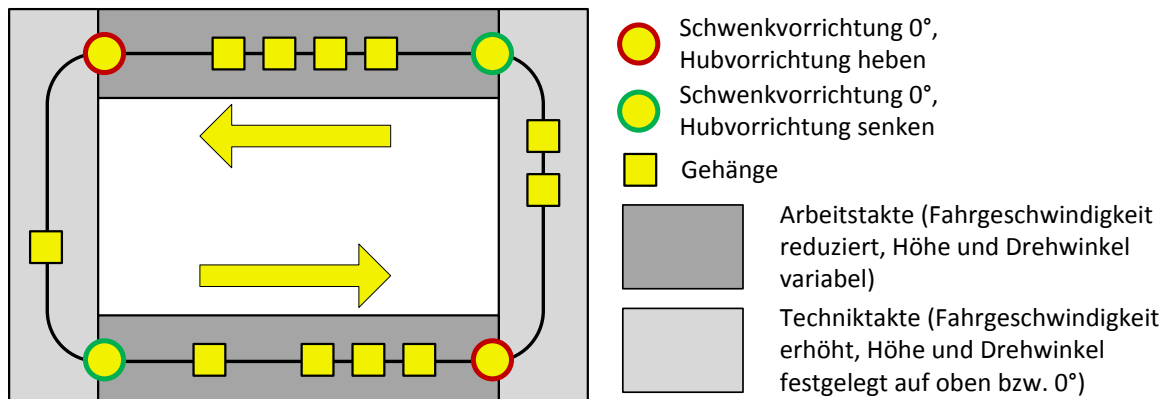 Schwenkvorrichtung 0°,
Hubvorrichtung heben
Schwenkvorrichtung 0°,
Hubvorrichtung senken
Gehänge
Arbeitstakte (Fahrgeschwindigkeit
reduziert, Höhe und Drehwinkel
variabel)
Techniktakte (Fahrgeschwindigkeit
erhöht, Höhe und Drehwinkel
festgelegt auf oben bzw. 0°)